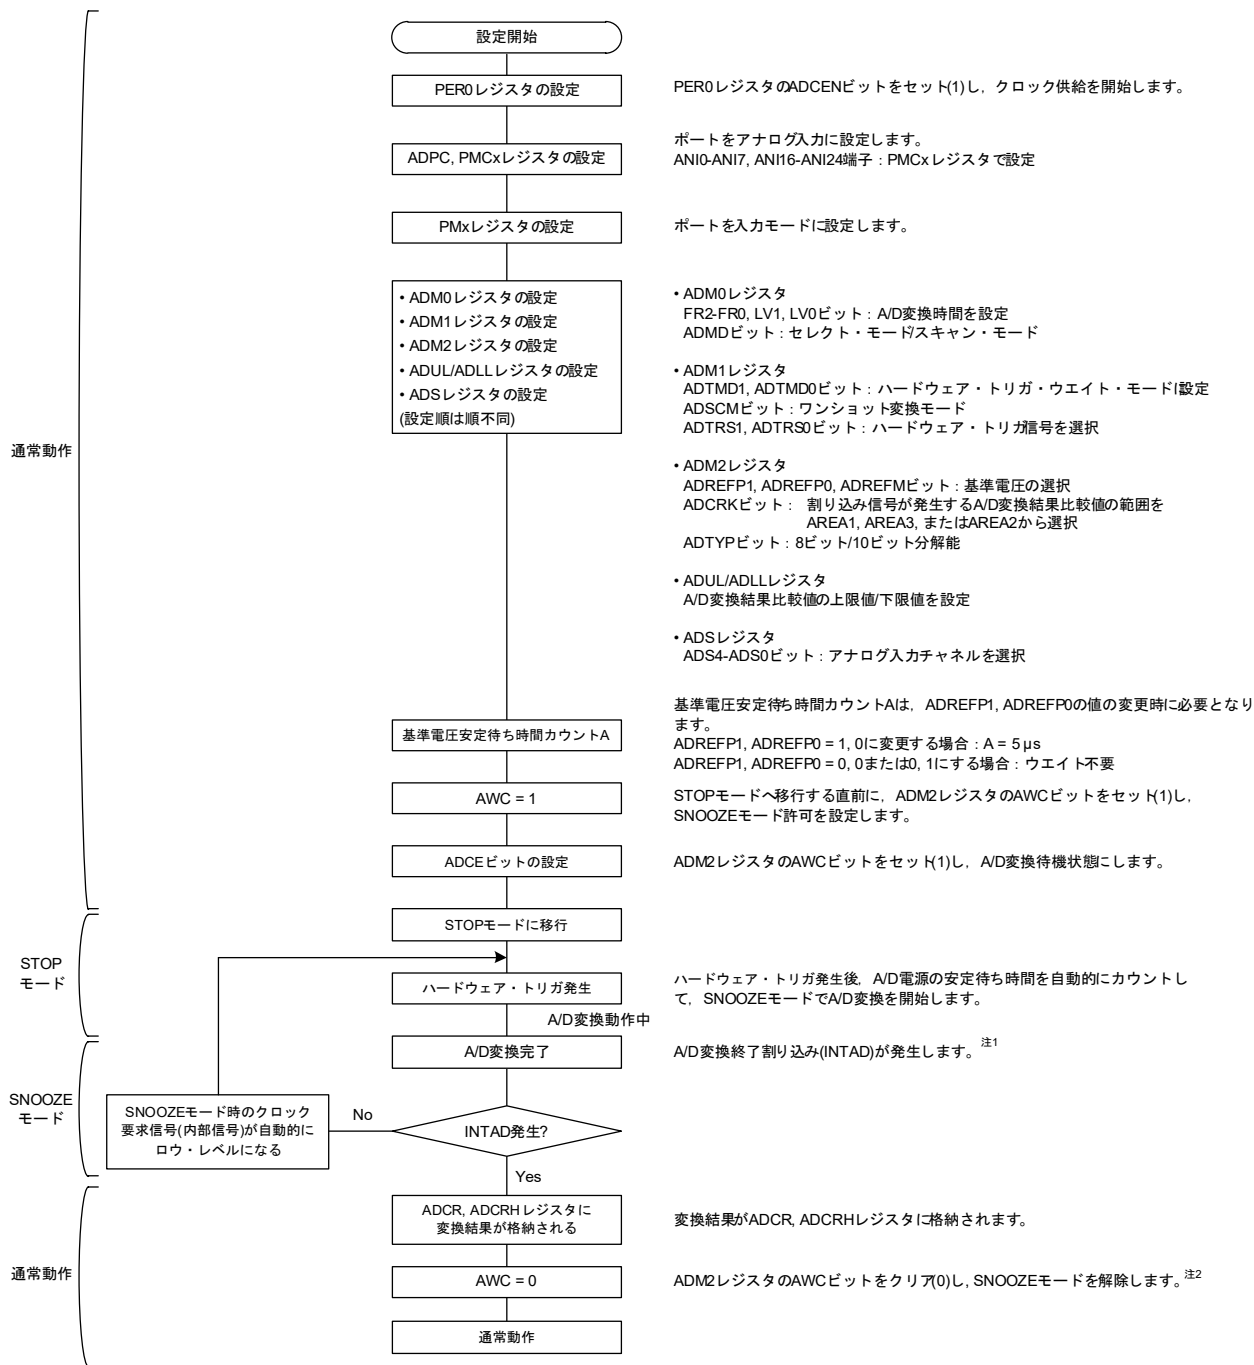 設定開始
PER0レジスタの設定
PER0レジスタのADCENビットをセット(1)し，クロック供給を開始します。
ADPC, PMCxレジスタの設定
ポートをアナログ入力に設定します。
ANI0-ANI7, ANI16-ANI24端子：PMCxレジスタで設定
PMxレジスタの設定
ポートを入力モードに設定します。
• ADM0レジスタの設定
• ADM1レジスタの設定
• ADM2レジスタの設定
• ADUL/ADLLレジスタの設定
• ADSレジスタの設定
(設定順は順不同)
• ADM0レジスタ
FR2-FR0, LV1, LV0ビット：A/D変換時間を設定
ADMDビット：セレクト・モード/スキャン・モード
• ADM1レジスタ
ADTMD1, ADTMD0ビット：ハードウェア・トリガ・ウエイト・モードに設定
ADSCMビット：ワンショット変換モード
ADTRS1, ADTRS0ビット：ハードウェア・トリガ信号を選択
• ADM2レジスタ
ADREFP1, ADREFP0, ADREFMビット：基準電圧の選択
ADCRKビット： 割り込み信号が発生するA/D変換結果比較値の範囲を
AREA1, AREA3, またはAREA2から選択
ADTYPビット：8ビット/10ビット分解能
• ADUL/ADLLレジスタ
A/D変換結果比較値の上限値/下限値を設定
• ADSレジスタ
ADS4-ADS0ビット：アナログ入力チャネルを選択
通常動作
基準電圧安定待ち時間カウントA
基準電圧安定待ち時間カウントAは，ADREFP1, ADREFP0の値の変更時に必要となり
ます。
ADREFP1, ADREFP0 = 1, 0に変更する場合：A = 5 µs
ADREFP1, ADREFP0 = 0, 0または0, 1にする場合：ウエイト不要
AWC = 1
STOPモードへ移行する直前に，ADM2レジスタのAWCビットをセット(1)し，
SNOOZEモード許可を設定します。
ADCEビットの設定
ADM2レジスタのAWCビットをセット(1)し，A/D変換待機状態にします。
STOPモードに移行
STOP
モード
ハードウェア・トリガ発生
ハードウェア・トリガ発生後，A/D電源の安定待ち時間を自動的にカウントし
て，SNOOZEモードでA/D変換を開始します。
A/D変換動作中
A/D変換完了
A/D変換終了割り込み(INTAD)が発生します。注1
SNOOZE
モード
SNOOZEモード時のクロック
要求信号(内部信号)が自動的に
ロウ・レベルになる
No
INTAD発生?
Yes
ADCR, ADCRHレジスタに
変換結果が格納される
変換結果がADCR, ADCRHレジスタに格納されます。
通常動作
AWC = 0
ADM2レジスタのAWCビットをクリア(0)し, SNOOZEモードを解除します。注2
通常動作